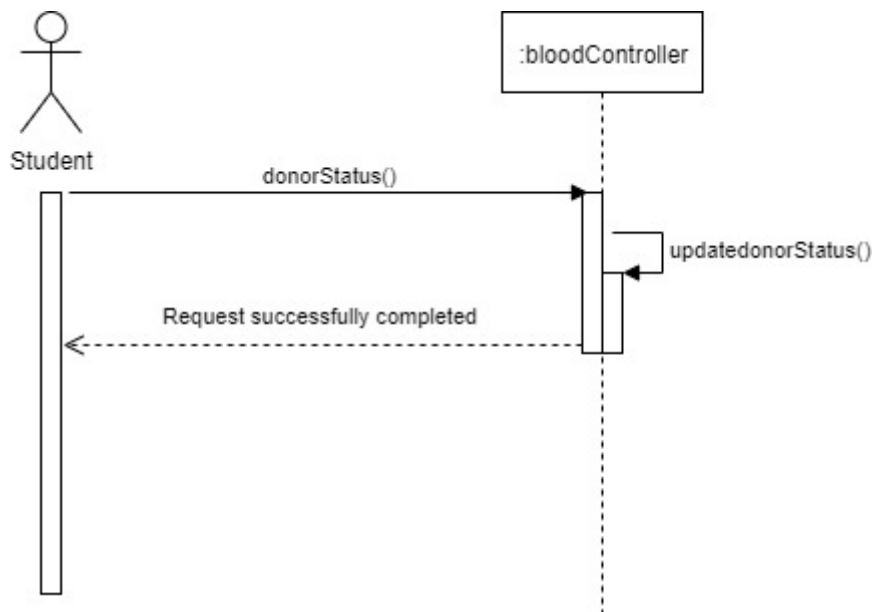 :bloodController
Student
donorStatus()
updatedonorStatus()
Request successfully completed